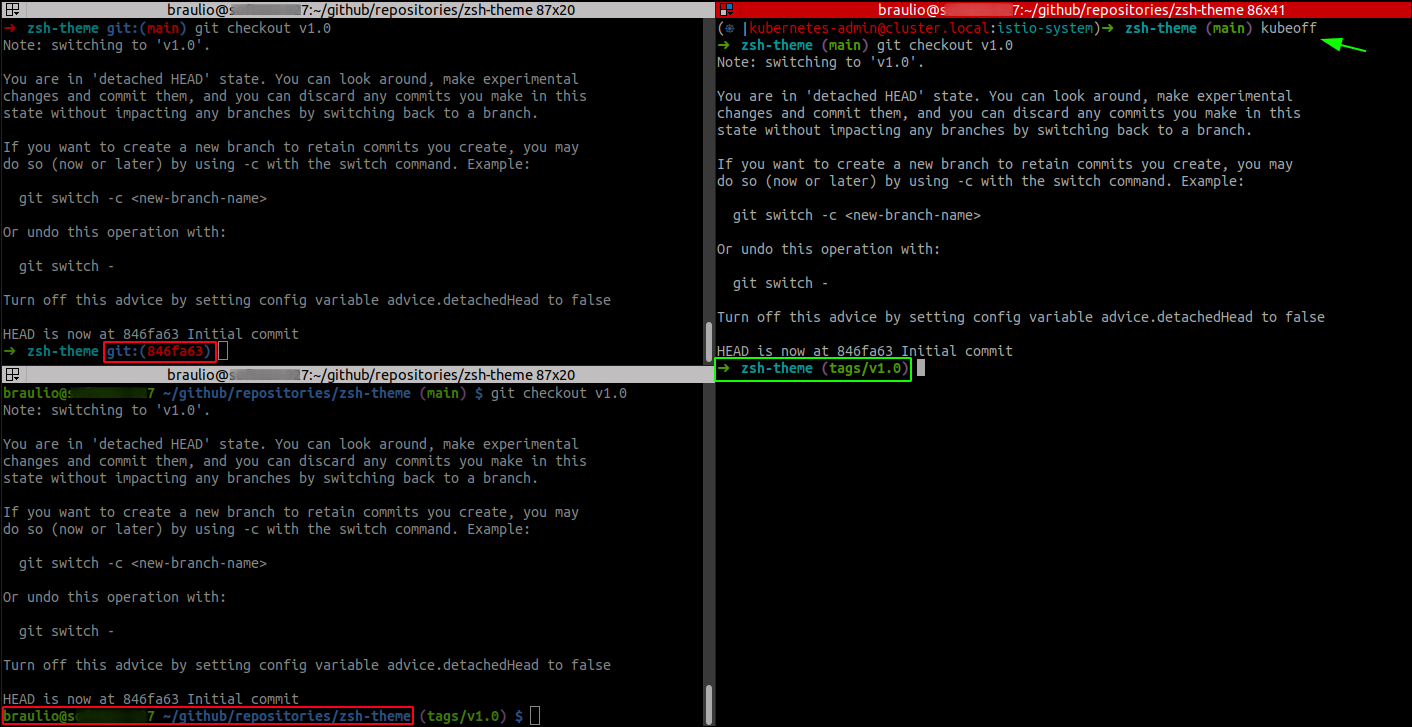 braulio@s 27:~/github/repositories/zsh-theme 87x20
➜ zsh-theme git:(main) git checkout v1.0
Note: switching to 'v1.0'.
You are in 'detached HEAD' state. You can look around, make experimental
changes and commit them, and you can discard any commits you make in this
state without impacting any branches by switching back to a branch.
If you want to create a new branch to retain commits you create, you may
do so (now or later) by using -c with the switch command. Example:
git switch -c <new-branch-name>
Or undo this operation with:
git switch -
Turn off this advice by setting config variable advice.detachedHead to false
HEAD is now at 846fa63 Initial commit
➜ zsh-theme git:(846fa63)
braulio@s 27:~/github/repositories/zsh-theme 87x20
braulio@s 7 ~/github/repositories/zsh-theme (main) $ git checkout v1.0
Note: switching to 'v1.0'.
You are in 'detached HEAD' state. You can look around, make experimental
changes and commit them, and you can discard any commits you make in this
state without impacting any branches by switching back to a branch.
If you want to create a new branch to retain commits you create, you may
do so (now or later) by using -c with the switch command. Example:
git switch -c <new-branch-name>
Or undo this operation with:
git switch -
Turn off this advice by setting config variable advice.detachedHead to false
HEAD is now at 846fa63 Initial commit
braulio@s 7 ~/github/repositories/zsh-theme (tags/v1.0) $
braulio@s 7:~/github/repositories/zsh-theme 86x41
(⎈ |kubernetes-admin@cluster.local:istio-system)➜ zsh-theme (main) kubeoff
➜ zsh-theme (main) git checkout v1.0
Note: switching to 'v1.0'.
You are in 'detached HEAD' state. You can look around, make experimental
changes and commit them, and you can discard any commits you make in this
state without impacting any branches by switching back to a branch.
If you want to create a new branch to retain commits you create, you may
do so (now or later) by using -c with the switch command. Example:
git switch -c <new-branch-name>
Or undo this operation with:
git switch -
Turn off this advice by setting config variable advice.detachedHead to false
HEAD is now at 846fa63 Initial commit
➜ zsh-theme (tags/v1.0)